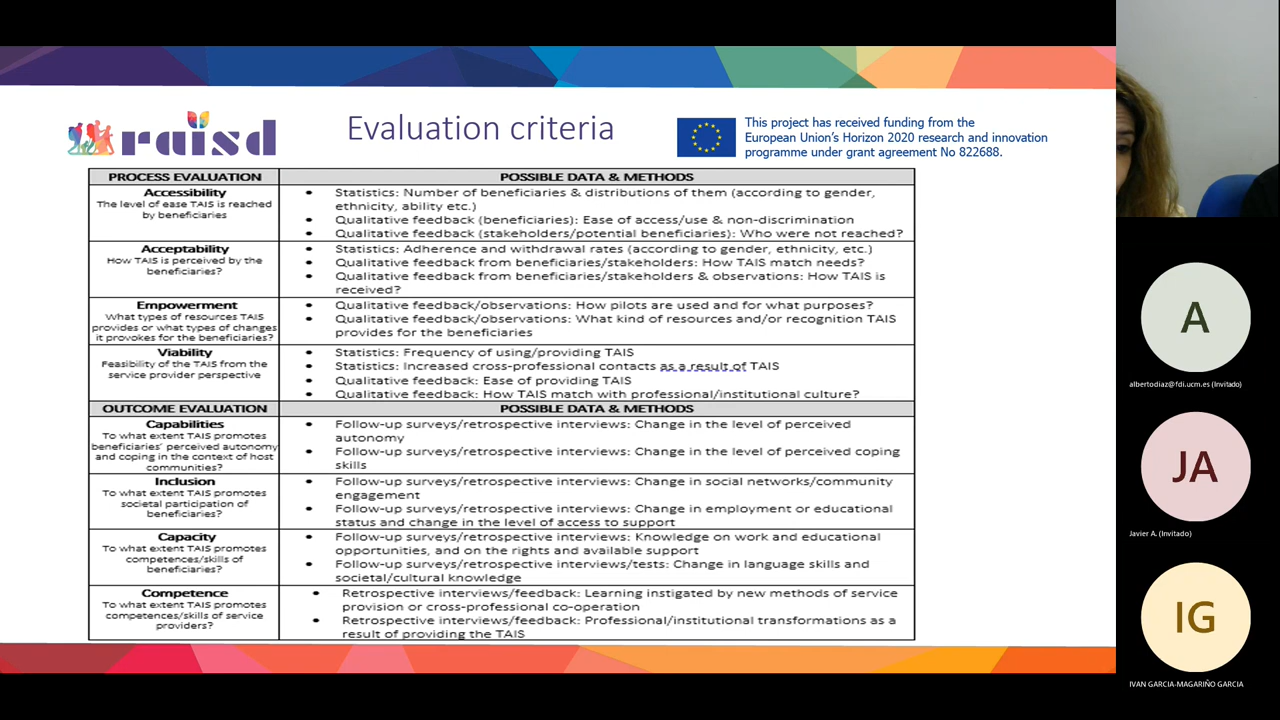 raisd
Evaluation criteria
This project has received funding from the
European Union's Horizon 2020 research and innovation
programme under grant agreement No 822688.
PROCESS EVALUATION
POSSIBLE DATA & METHODS
Accessibility
The level of ease TAIS is reached
by beneficiaries
• Statistics: Number of beneficiaries & distributions of them (according to gender,
ethnicity, ability etc.)
• Qualitative feedback (beneficiaries): Ease of access/use & non-discrimination
• Qualitative feedback (stakeholders/potential beneficiaries): Who were not reached?
Acceptability
How TAIS is perceived by the
beneficiaries?
• Statistics: Adherence and withdrawal rates (according to gender, ethnicity, etc.)
• Qualitative feedback from beneficiaries/stakeholders: How TAIS match needs?
• Qualitative feedback from beneficiaries/stakeholders & observations: How TAIS is
received?
Empowerment
What types of resources TAIS
provides or what types of changes
it provokes for the beneficiaries?
• Qualitative feedback/observations: How pilots are used and for what purposes?
• Qualitative feedback/observations: What kind of resources and/or recognition TAIS
provides for the beneficiaries
Viability
Feasibility of the TAIS from the
service provider perspective
• Statistics: Frequency of using/providing TAIS
• Statistics: Increased cross-professional contacts as a result of TAIS
• Qualitative feedback: Ease of providing TAIS
• Qualitative feedback: How TAIS match with professional/institutional culture?
OUTCOME EVALUATION
POSSIBLE DATA & METHODS
Capabilities
To what extent TAIS promotes
beneficiaries' perceived autonomy
and coping in the context of host
communities?
• Follow-up surveys/retrospective interviews: Change in the level of perceived
autonomy
• Follow-up surveys/retrospective interviews: Change in the level of perceived coping
skills
Inclusion
To what extent TAIS promotes
societal participation of
beneficiaries?
• Follow-up surveys/retrospective interviews: Change in social networks/community
engagement
• Follow-up surveys/retrospective interviews: Change in employment or educational
status and change in the level of access to support
Capacity
To what extent TAIS promotes
competences/skills of
beneficiaries?
• Follow-up surveys/retrospective interviews: Knowledge on work and educational
opportunities, and on the rights and available support
• Follow-up surveys/retrospective interviews/tests: Change in language skills and
societal/cultural knowledge
Competence
To what extent TAIS promotes
competences/skills of service
providers?
• Retrospective interviews/feedback: Learning instigated by new methods of service
provision or cross-professional co-operation
• Retrospective interviews/feedback: Professional/institutional transformations as a
result of providing the TAIS
A
albertodiaz@fdi.ucm.es (Invitado)
JA
Javier A. (Invitado)
IG
IVAN GARCIA-MAGARIÑO GARCIA